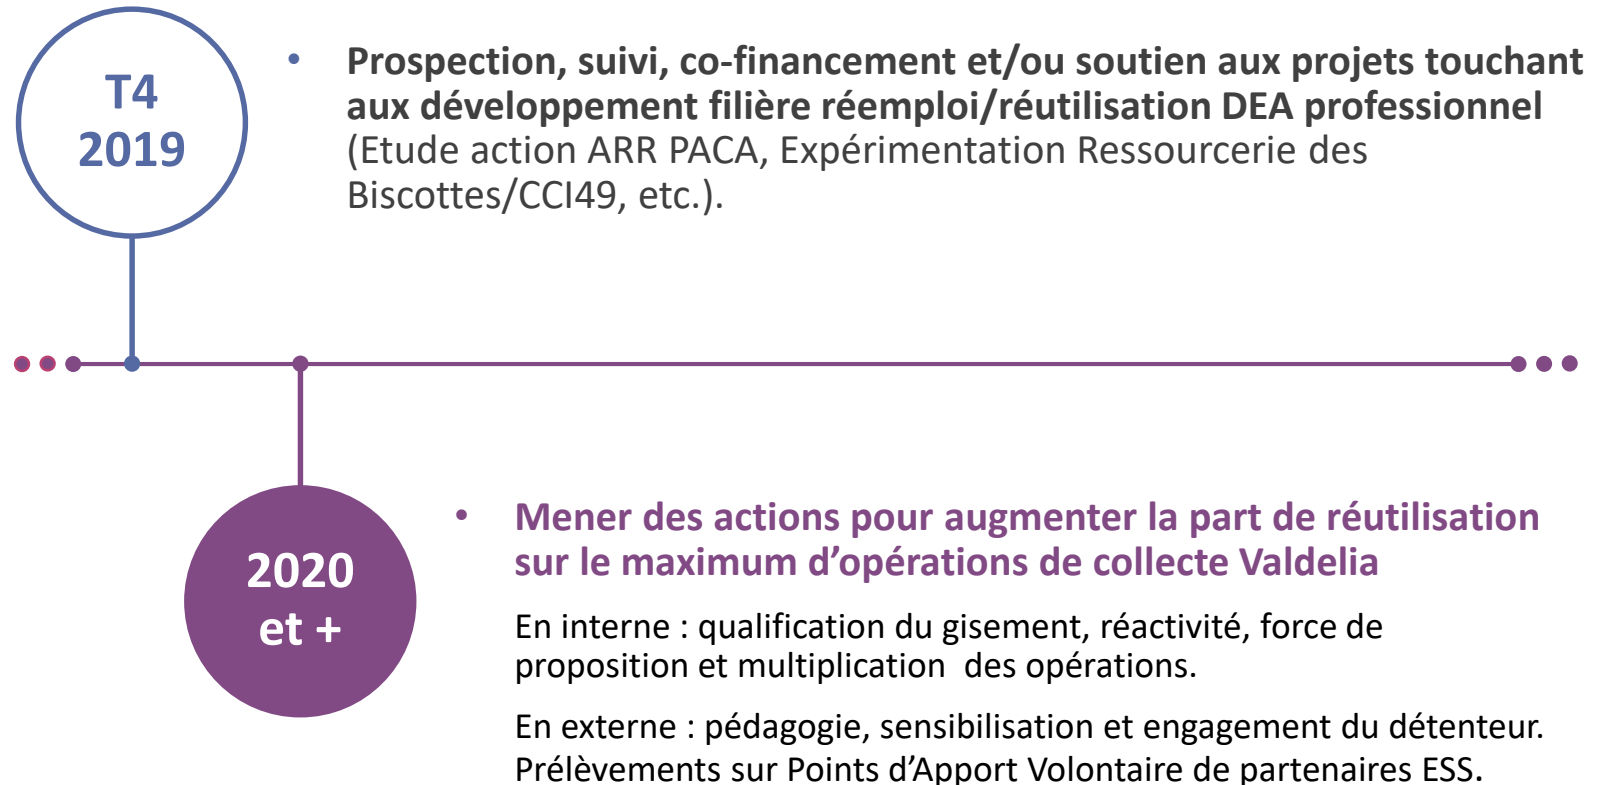 T4
2019
• Prospection, suivi, co-financement et/ou soutien aux projets touchant
aux développement filière réemploi/réutilisation DEA professionnel
(Etude action ARR PACA, Expérimentation Ressourcerie des
Biscottes/CCI49, etc.).
2020
et +
• Mener des actions pour augmenter la part de réutilisation
sur le maximum d’opérations de collecte Valdelia
En interne : qualification du gisement, réactivité, force de
proposition et multiplication  des opérations.
En externe : pédagogie, sensibilisation et engagement du détenteur.
Prélèvements sur Points d’Apport Volontaire de partenaires ESS.